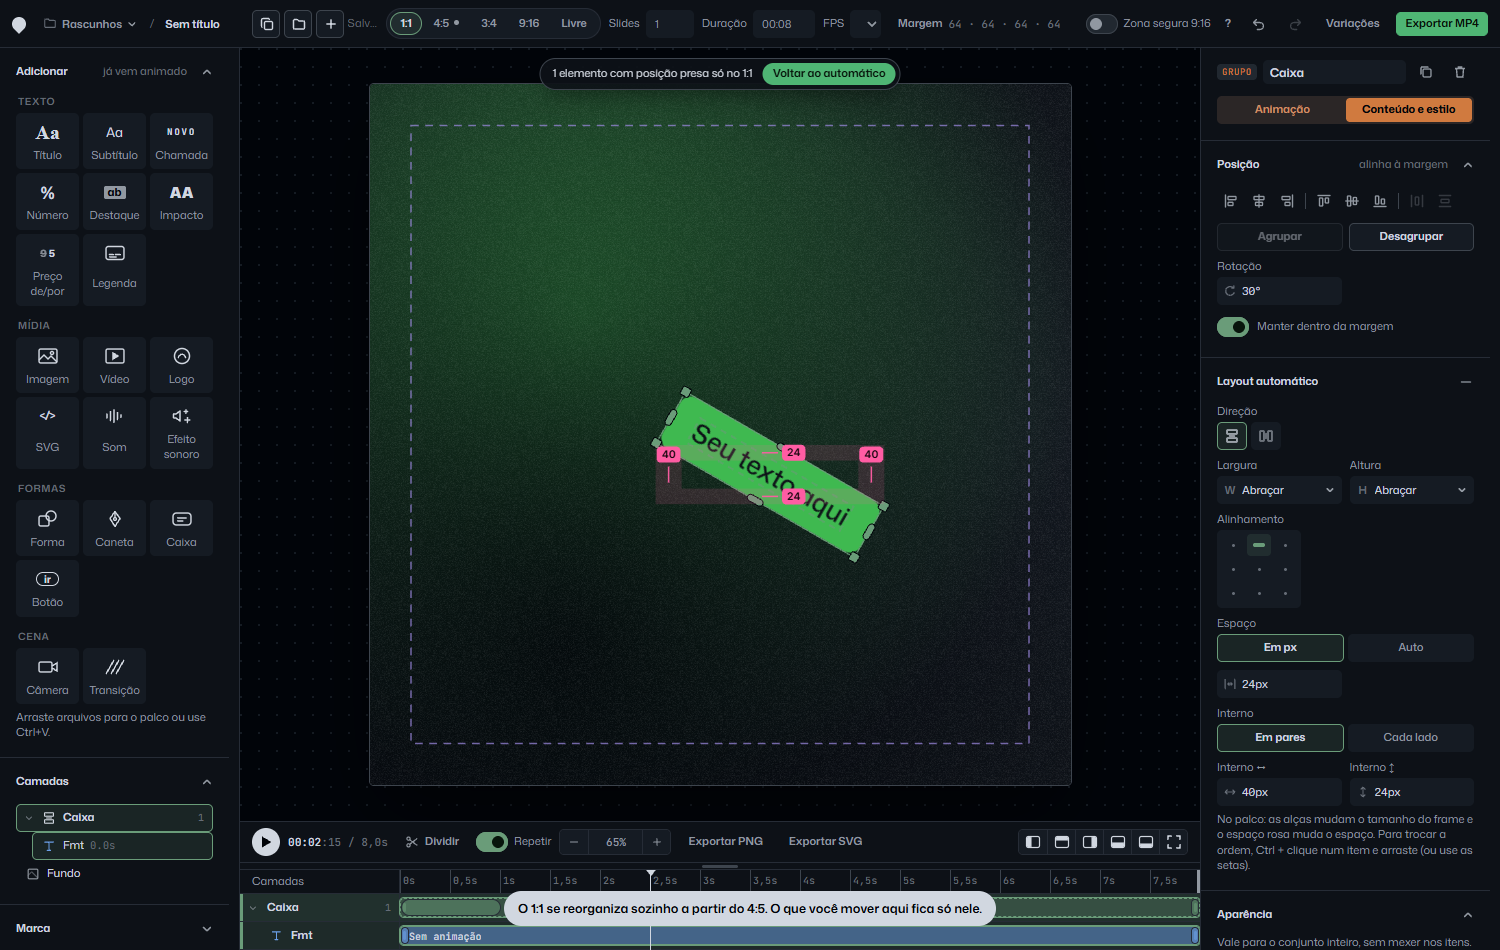 Rascunhos / Sem título
Salv...
1:1 4:5 3:4 9:16 Livre
Slides 1
Duração 00:08
FPS
Margem 64 · 64 · 64 · 64
Zona segura 9:16 ?
Variações
Exportar MP4
Adicionar já vem animado
TEXTO
Aa Aa NOVO
Título Subtítulo Chamada
% ab AA
Número Destaque Impacto
95
Preço de/por Legenda
MÍDIA
Imagem Vídeo Logo
</>
SVG Som Efeito sonoro
FORMAS
Forma Caneta Caixa
ir
Botão
CENA
Câmera Transição
Arraste arquivos para o palco ou use
Ctrl+V.
Camadas
Caixa 1
Fmt 0.0s
Fundo
Marca
1 elemento com posição presa só no 1:1 Voltar ao automático
Seu texto aqui
40 24 40
24
00:02:15 / 8,0s
Dividir
Repetir
− 65% +
Exportar PNG
Exportar SVG
Camadas
0s 0,5s 1s 1,5s 2s 2,5s 3s 3,5s 4s 4,5s 5s 5,5s 6s 6,5s 7s 7,5s
Caixa 1
O 1:1 se reorganiza sozinho a partir do 4:5. O que você mover aqui fica só nele.
Fmt
Sem animação
GRUPO Caixa
Animação Conteúdo e estilo
Posição alinha à margem
Agrupar Desagrupar
Rotação
30°
Manter dentro da margem
Layout automático
Direção
Largura Altura
W Abraçar H Abraçar
Alinhamento
Espaço
Em px Auto
24px
Interno
Em pares Cada lado
Interno ↔ Interno ↕
40px 24px
No palco: as alças mudam o tamanho do frame e
o espaço rosa muda o espaço. Para trocar a
ordem, Ctrl + clique num item e arraste (ou use as
setas).
Aparência
Vale para o conjunto inteiro, sem mexer nos itens.